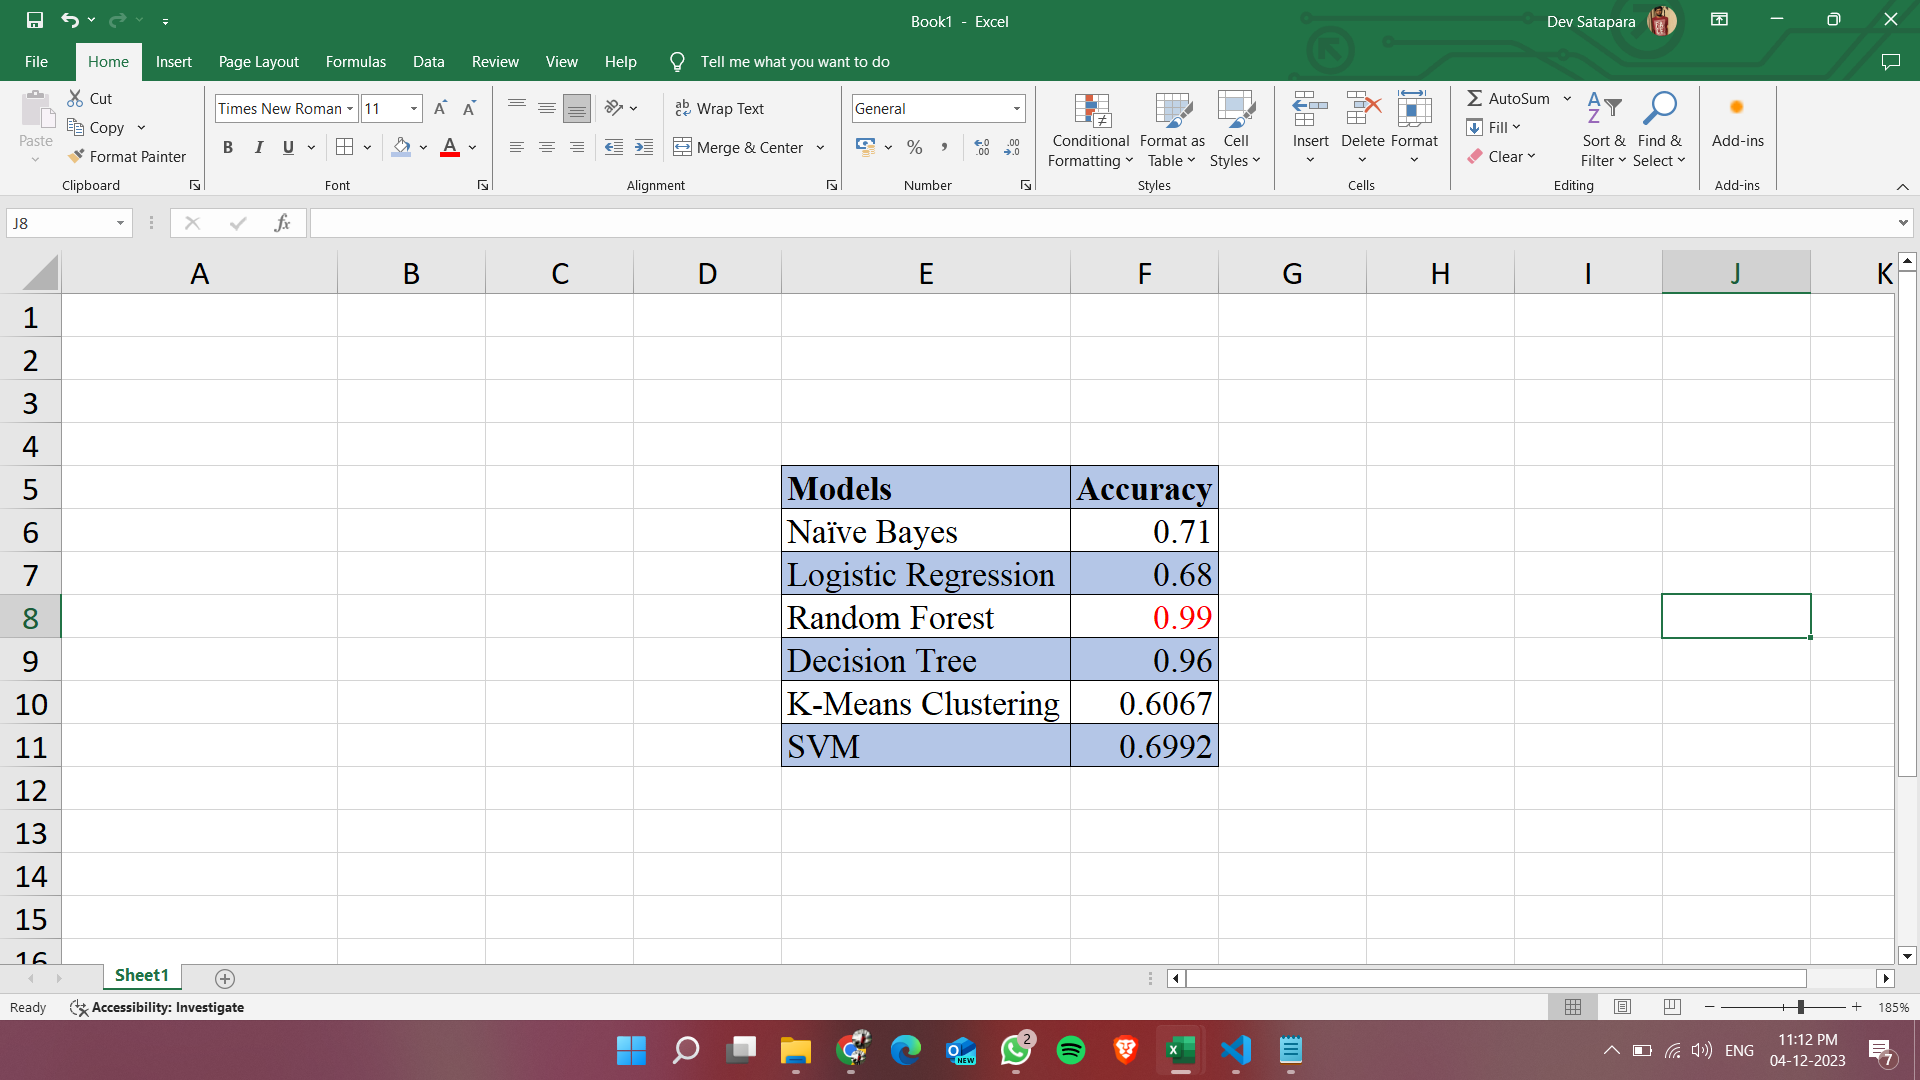 Book1 - Excel
Dev Satapara
File Home Insert Page Layout Formulas Data Review View Help Tell me what you want to do
Paste
Cut
Copy
Format Painter
Clipboard
Times New Roman 11
B I U
Font
Wrap Text
Merge & Center
Alignment
General
Number
Conditional Formatting
Format as Table
Cell Styles
Styles
Insert Delete Format
Cells
AutoSum
Fill
Clear
Sort & Filter
Find & Select
Editing
Add-ins
Add-ins
J8
fx
A B C D E F G H I J K
1
2
3
4
5 Models Accuracy
6 Naïve Bayes 0.71
7 Logistic Regression 0.68
8 Random Forest 0.99
9 Decision Tree 0.96
10 K-Means Clustering 0.6067
11 SVM 0.6992
12
13
14
15
16
Sheet1
Ready Accessibility: Investigate 185%
2 ENG 11:12 PM
04-12-2023 7